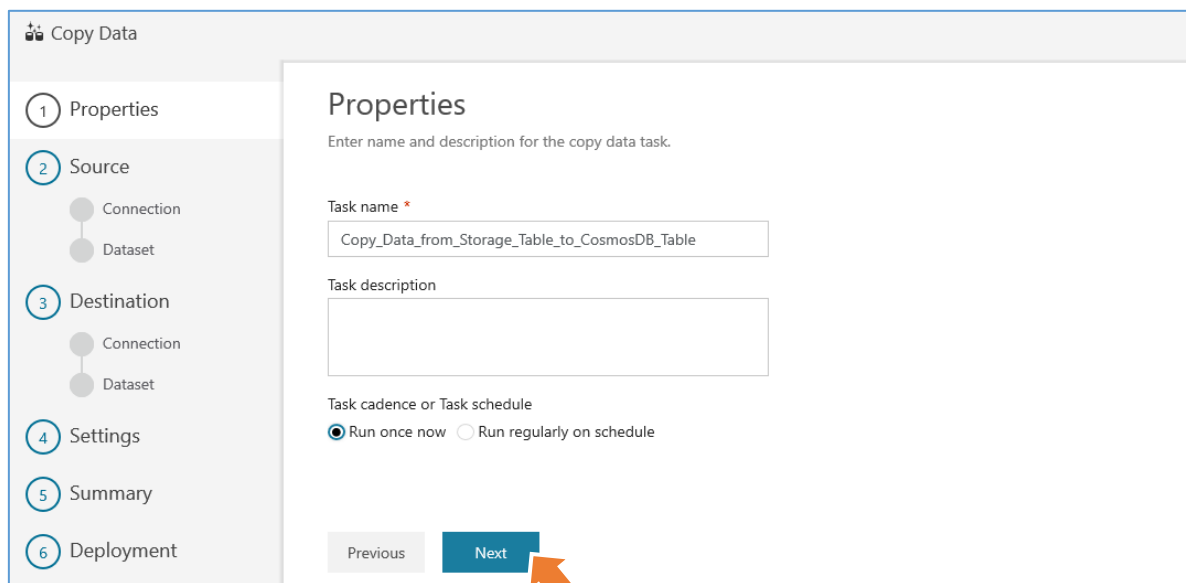 Copy Data
1 Properties
2 Source
Connection
Dataset
3 Destination
Connection
Dataset
4 Settings
5 Summary
6 Deployment
Properties
Enter name and description for the copy data task.
Task name *
Copy_Data_from_Storage_Table_to_CosmosDB_Table
Task description
Task cadence or Task schedule
Run once now Run regularly on schedule
Previous Next